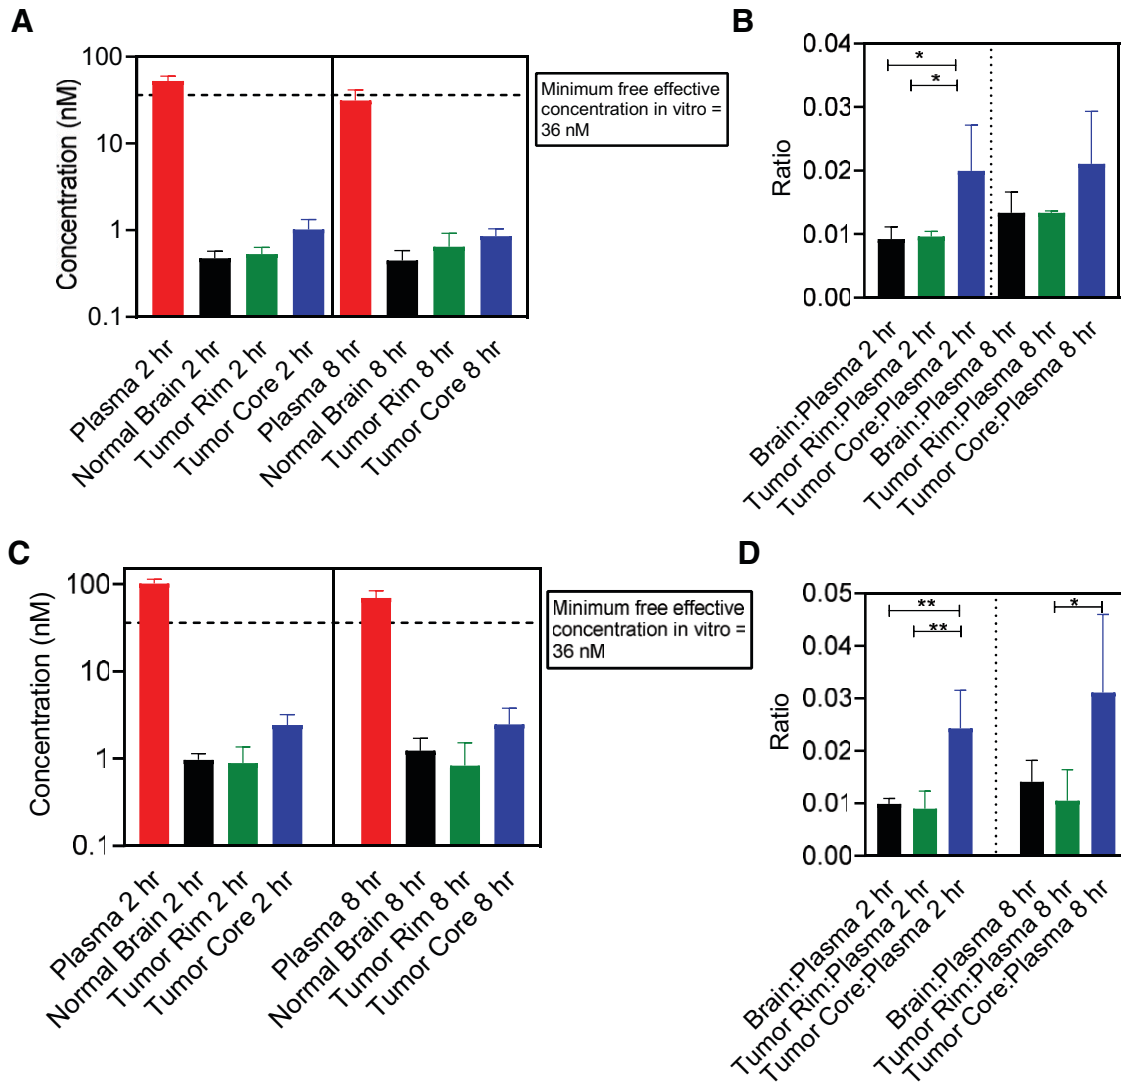 A
Concentration (nM)
100
10
1
0.1
Minimum free effective
concentration in vitro =
36 nM
Plasma 2 hr
Normal Brain 2 hr
Tumor Rim 2 hr
Tumor Core 2 hr
Plasma 8 hr
Normal Brain 8 hr
Tumor Rim 8 hr
Tumor Core 8 hr
B
Ratio
0.04
0.03
0.02
0.01
0.00
*
*
Brain:Plasma 2 hr
Tumor Rim:Plasma 2 hr
Tumor Core:Plasma 2 hr
Brain:Plasma 8 hr
Tumor Rim:Plasma 8 hr
Tumor Core:Plasma 8 hr
C
Concentration (nM)
100
10
1
0.1
Minimum free effective
concentration in vitro =
36 nM
Plasma 2 hr
Normal Brain 2 hr
Tumor Rim 2 hr
Tumor Core 2 hr
Plasma 8 hr
Normal Brain 8 hr
Tumor Rim 8 hr
Tumor Core 8 hr
D
Ratio
0.05
0.04
0.03
0.02
0.01
0.00
**
**
*
Brain:Plasma 2 hr
Tumor Rim:Plasma 2 hr
Tumor Core:Plasma 2 hr
Brain:Plasma 8 hr
Tumor Rim:Plasma 8 hr
Tumor Core:Plasma 8 hr